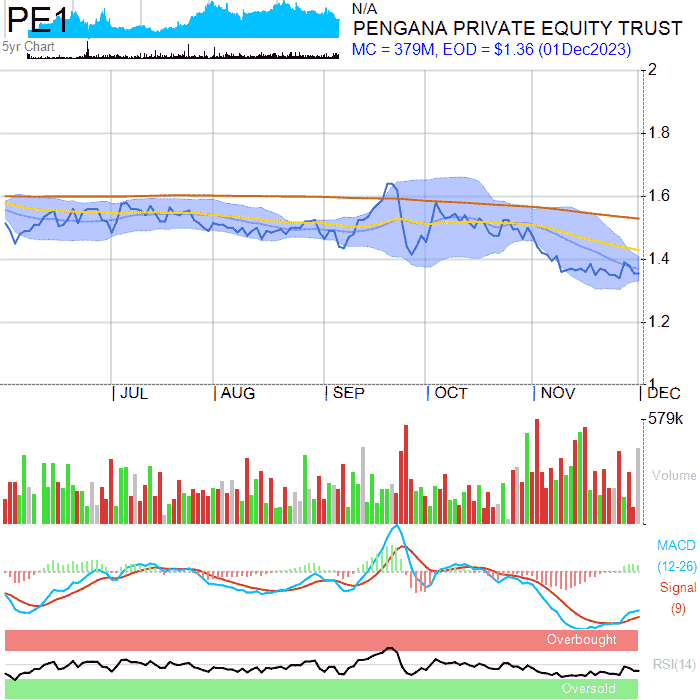 PE1
N/A
PENGANA PRIVATE EQUITY TRUST
5yr Chart
MC = 379M, EOD = $1.36 (01Dec2023)
2
1.8
1.6
1.4
1.2
1
JUL AUG SEP OCT NOV DEC
579k
Volume
MACD
(12-26)
Signal
(9)
Overbought
RSI(14)
Oversold